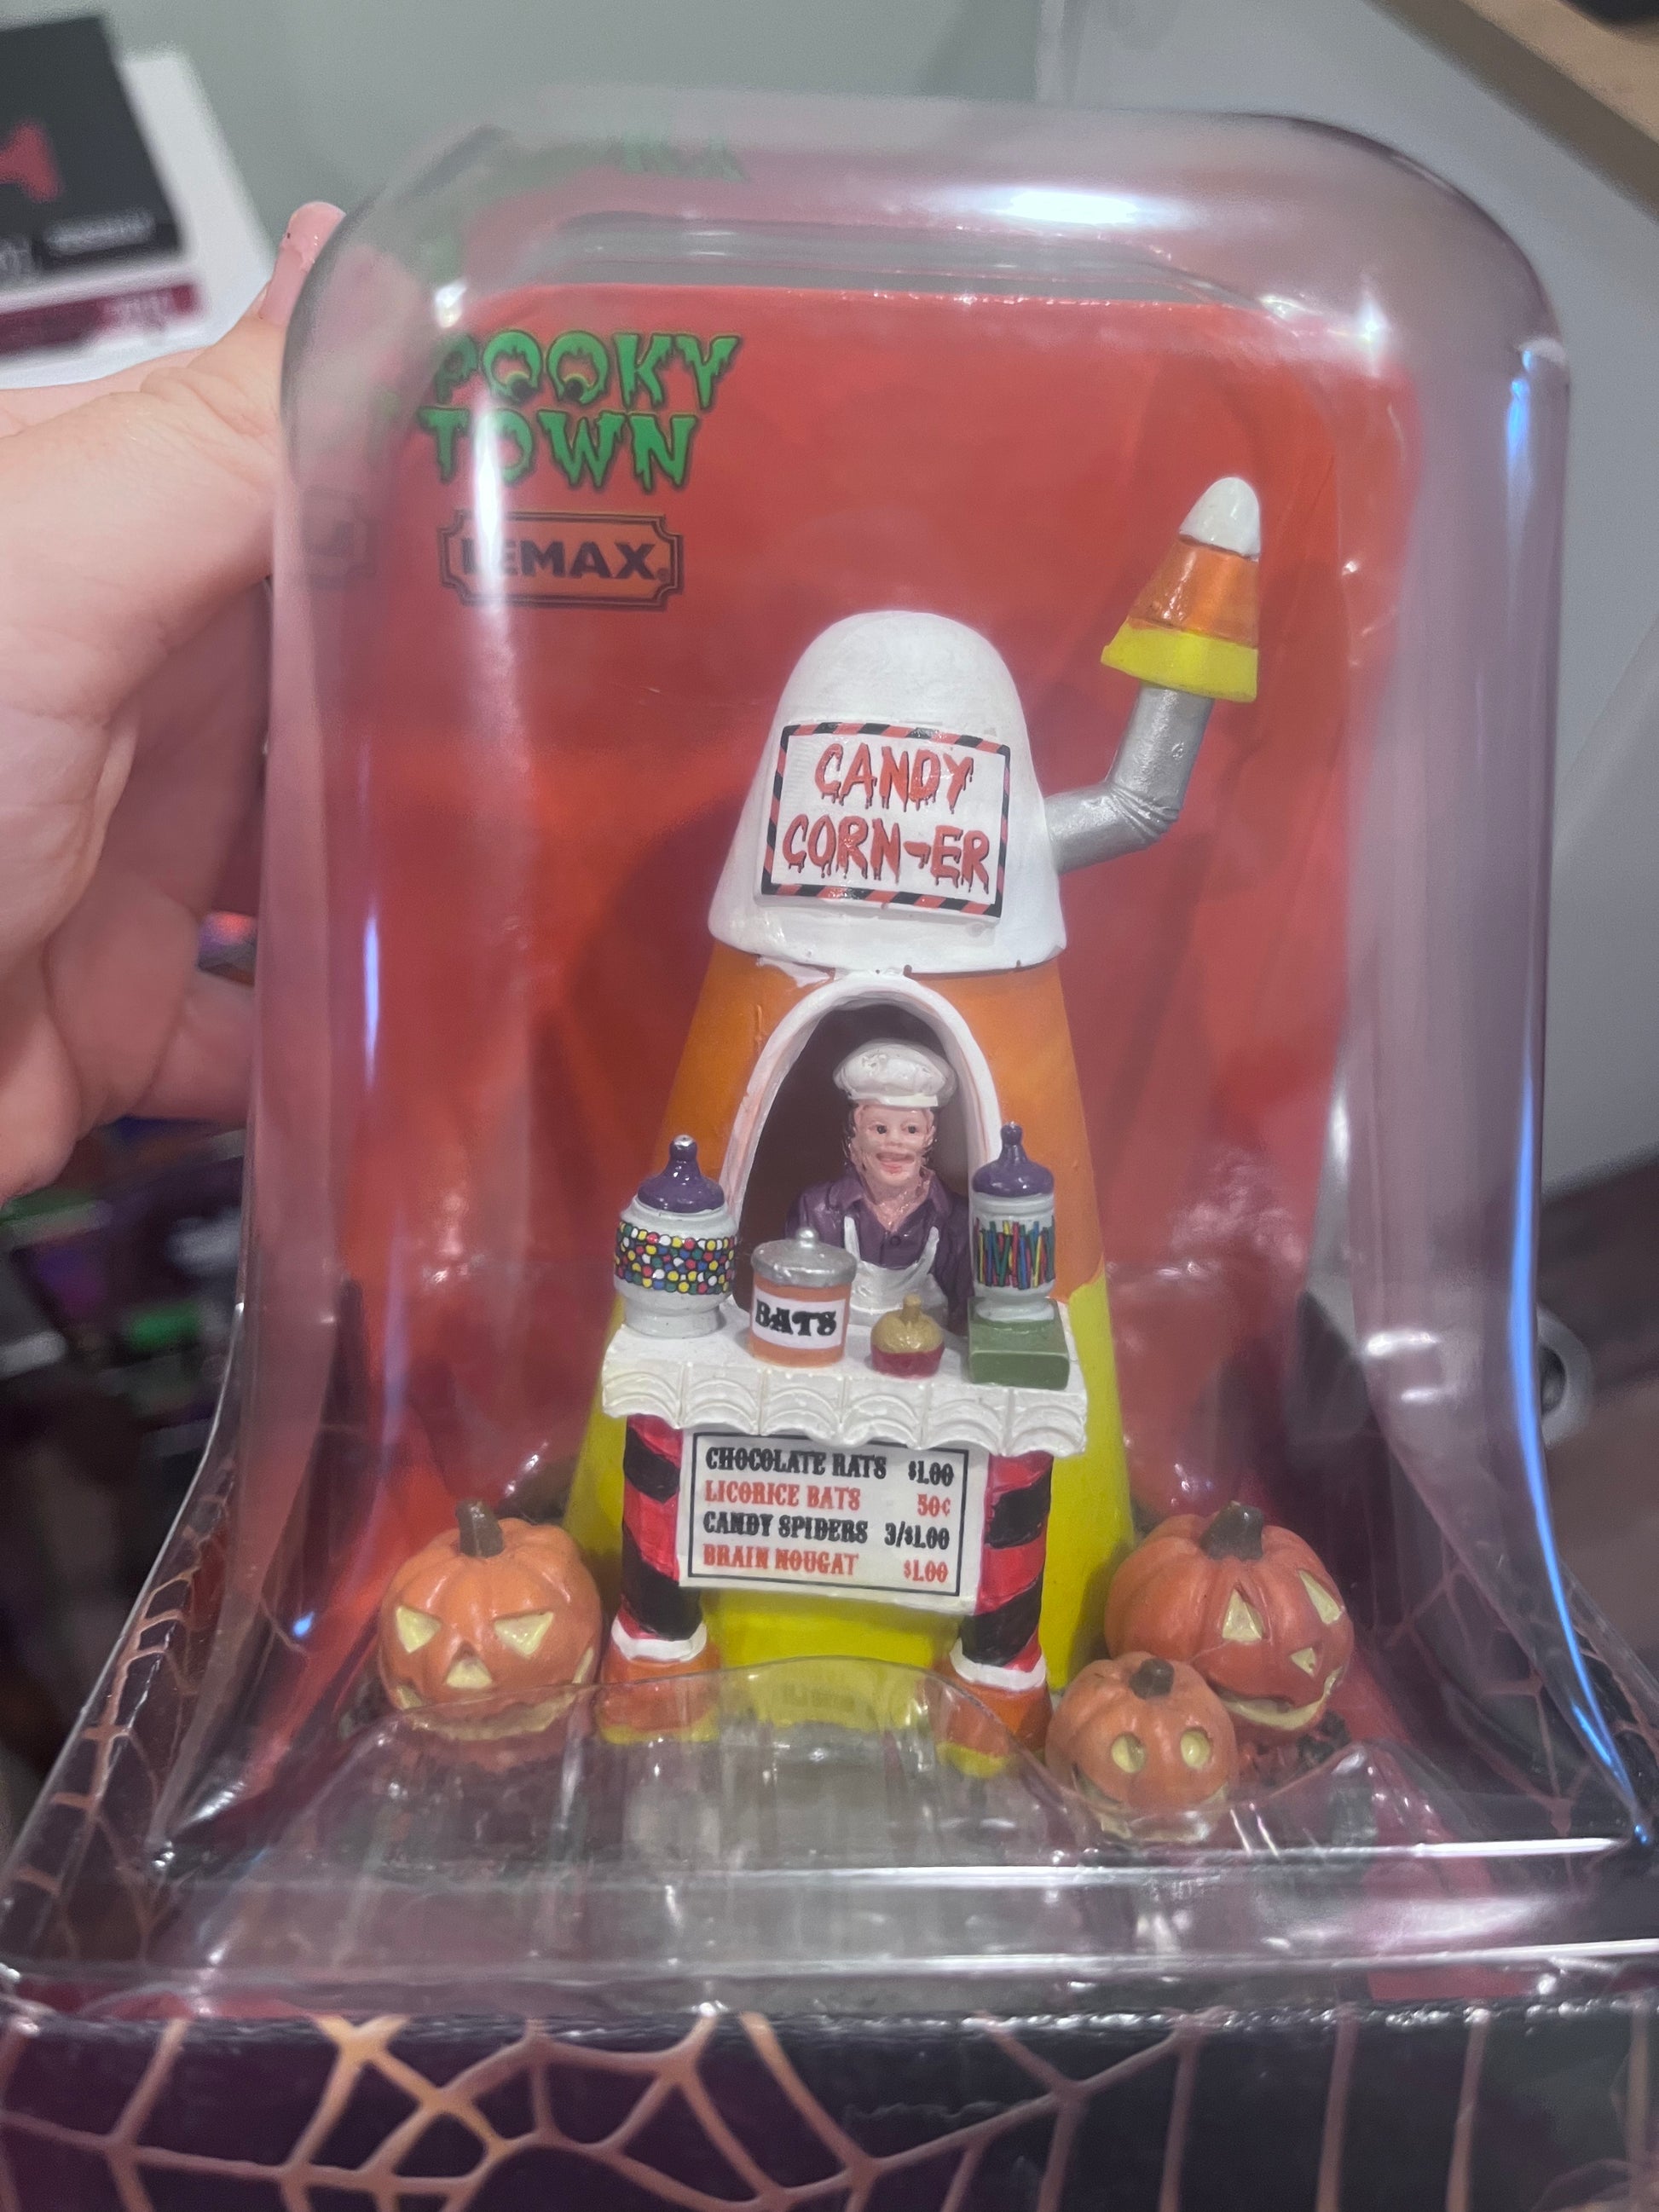 POOKY
TOWN
LEMAX®
CANDY
CORN-ER
BATS
CHOCOLATE RATS $1.00
LICORICE BATS 50¢
CANDY SPIDERS 3/$1.00
BRAIN NOUGAT $1.00